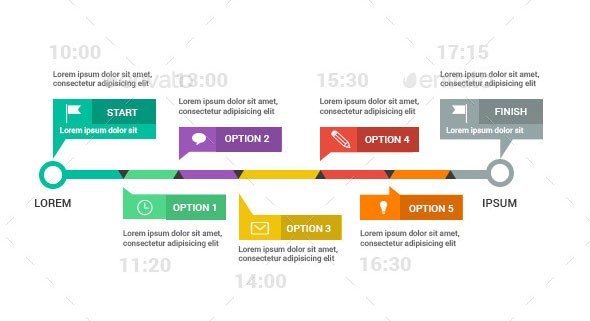 10:00
Lorem ipsum dolor sit amet,
consectetur adipisicing elit
START
Lorem ipsum dolor sit
LOREM
OPTION 1
Lorem ipsum dolor sit amet,
consectetur adipisicing elit
11:20
13:00
Lorem ipsum dolor sit amet,
consectetur adipisicing elit
OPTION 2
OPTION 3
Lorem ipsum dolor sit amet,
consectetur adipisicing elit
14:00
15:30
Lorem ipsum dolor sit amet,
consectetur adipisicing elit
OPTION 4
OPTION 5
Lorem ipsum dolor sit amet,
consectetur adipisicing elit
16:30
17:15
Lorem ipsum dolor sit amet,
consectetur adipisicing elit
FINISH
Lorem ipsum dolor sit
IPSUM